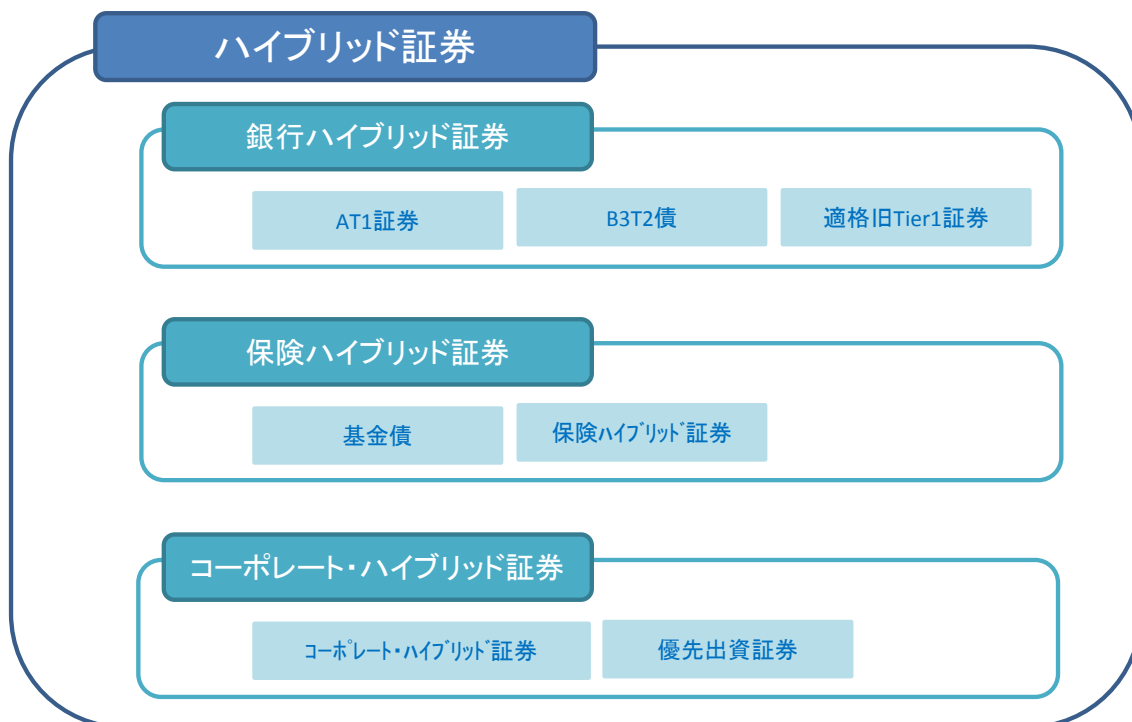 ハイブリッド証券
銀行ハイブリッド証券
AT1証券
B3T2債
適格旧Tier1証券
保険ハイブリッド証券
基金債
保険ﾊｲﾌﾞﾘｯﾄﾞ証券
コーポレート・ハイブリッド証券
ｺｰﾎﾟﾚｰﾄ・ﾊｲﾌﾞﾘｯﾄﾞ証券
優先出資証券